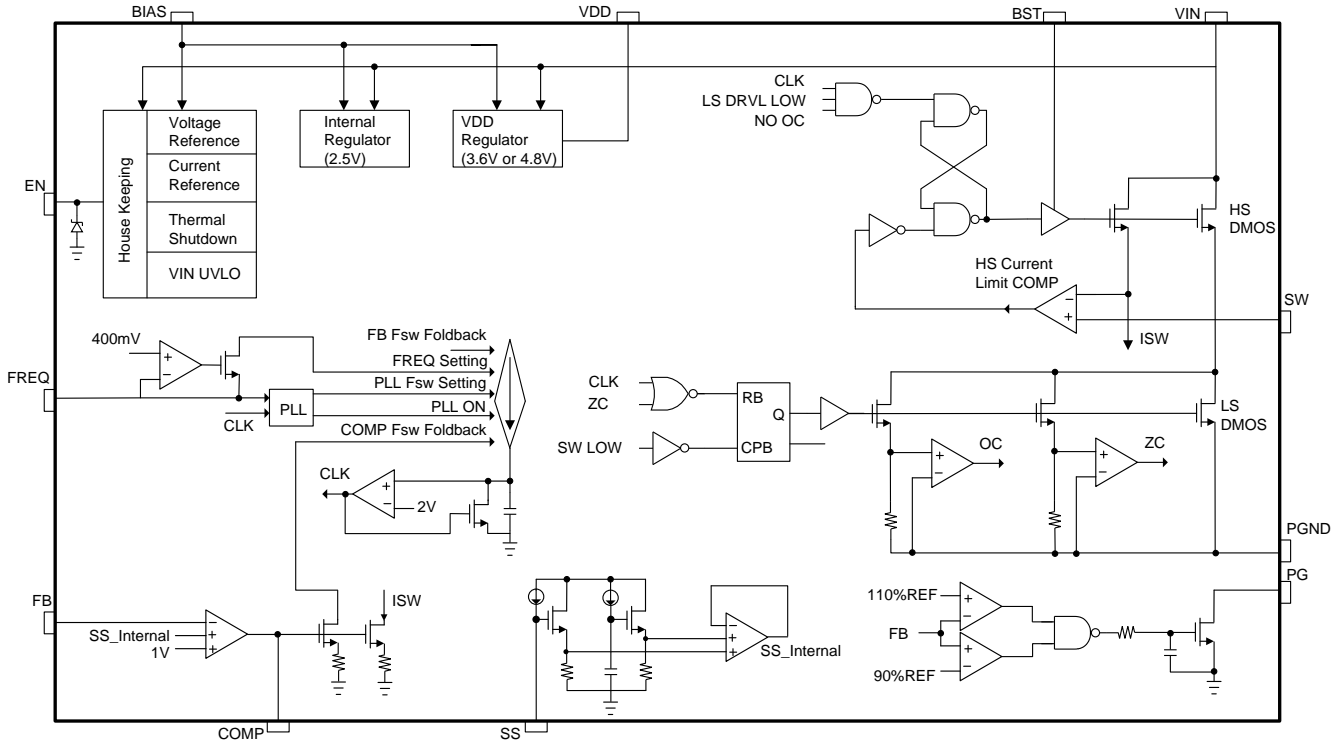 BIAS
VDD
BST
VIN
CLK
LS DRVL LOW
NO OC
House Keeping
Voltage
Reference
Current
Reference
Thermal
Shutdown
VIN UVLO
Internal
Regulator
(2.5V)
VDD
Regulator
(3.6V or 4.8V)
EN
HS
DMOS
HS Current
Limit COMP
−
+
SW
ISW
400mV
+
−
FREQ
PLL
CLK
FB Fsw Foldback
FREQ Setting
PLL Fsw Setting
PLL ON
COMP Fsw Foldback
CLK
+
−
2V
CLK
ZC
SW LOW
RB
Q
CPB
LS
DMOS
+
−
OC
+
−
ZC
PGND
PG
FB
SS_Internal
1V
−
+
+
ISW
−
+
+
SS_Internal
110%REF
FB
90%REF
+
−
+
−
COMP
SS